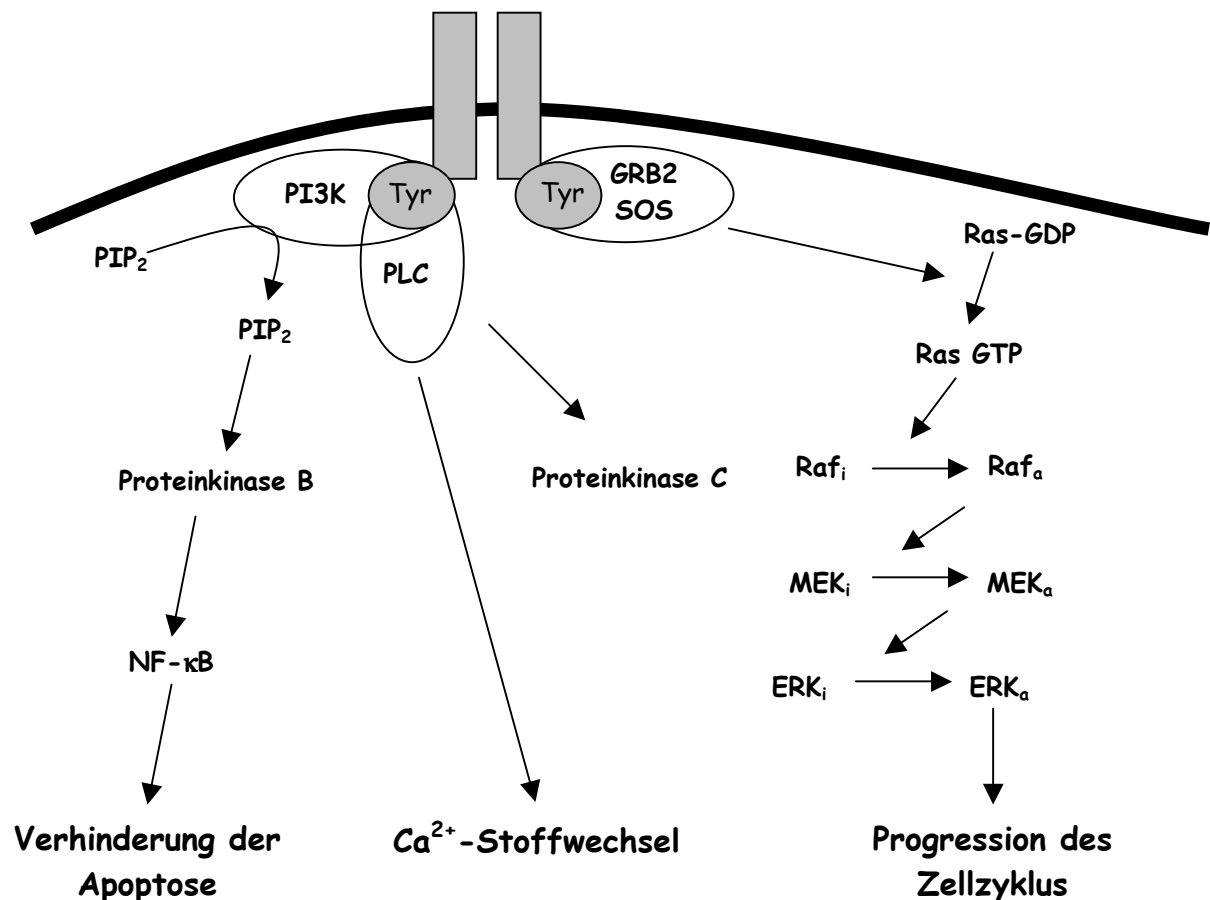 PI3K
Tyr
Tyr
GRB2
SOS
PIP₂
PLC
Ras-GDP
PIP₂
Ras GTP
Proteinkinase B
Proteinkinase C
Rafᵢ
Rafₐ
MEKᵢ
MEKₐ
NF-κB
ERKᵢ
ERKₐ
Verhinderung der
Apoptose
Ca²⁺-Stoffwechsel
Progression des
Zellzyklus